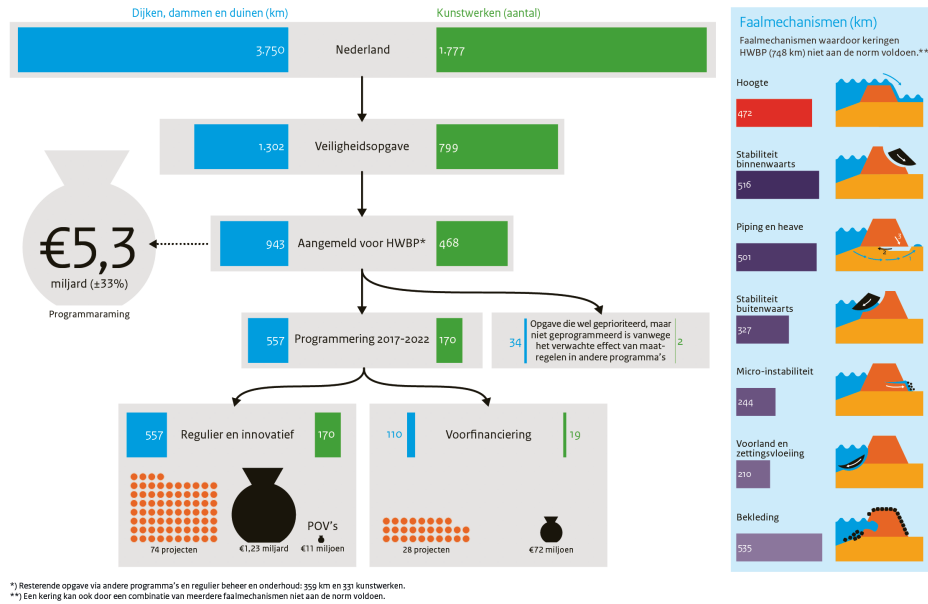 Dijken, dammen en duinen (km)
Kunstwerken (aantal)
3.750
Nederland
1.777
1.302
Veiligheidsopgave
799
943
Aangemeld voor HWBP*
468
€5,3
miljard (±33%)
Programmaraming
557
Programmering 2017-2022
170
34
Opgave die wel geprioriteerd, maar
niet geprogrammeerd is vanwege
het verwachte effect van maat-
regelen in andere programma's
2
557
Regulier en innovatief
170
74 projecten
€1,23 miljard
POV's
€11 miljoen
110
Voorfinanciering
19
28 projecten
€72 miljoen
Faalmechanismen (km)
Faalmechanismen waardoor keringen
HWBP (748 km) niet aan de norm voldoen.**
Hoogte
472
Stabiliteit
binnenwaarts
516
Piping en heave
501
1
2
3
Stabiliteit
buitenwaarts
327
Micro-instabiliteit
244
Voorland en
zettingsvloeiing
210
Bekleding
535
*) Resterende opgave via andere programma's en regulier beheer en onderhoud: 359 km en 331 kunstwerken.
**) Een kering kan ook door een combinatie van meerdere faalmechanismen niet aan de norm voldoen.